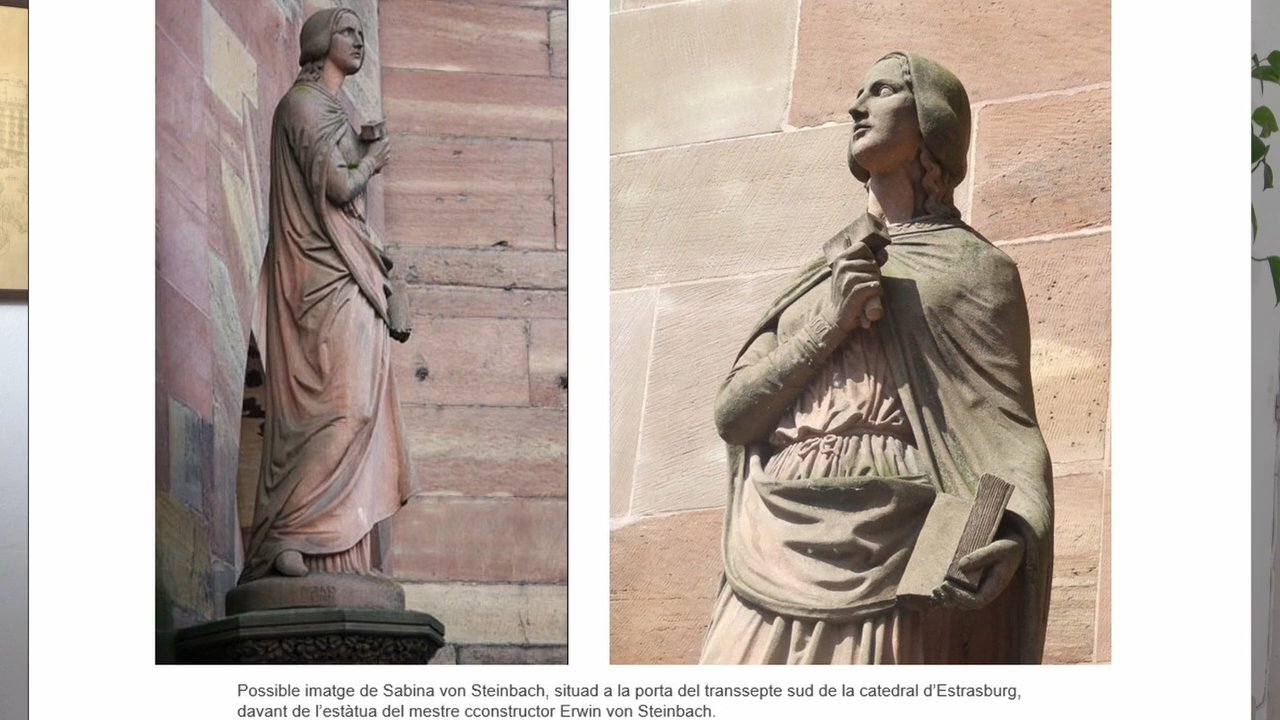 Possible imatge de Sabina von Steinbach, situad a la porta del transsepte sud de la catedral d’Estrasburg,
davant de l’estàtua del mestre cconstructor Erwin von Steinbach.